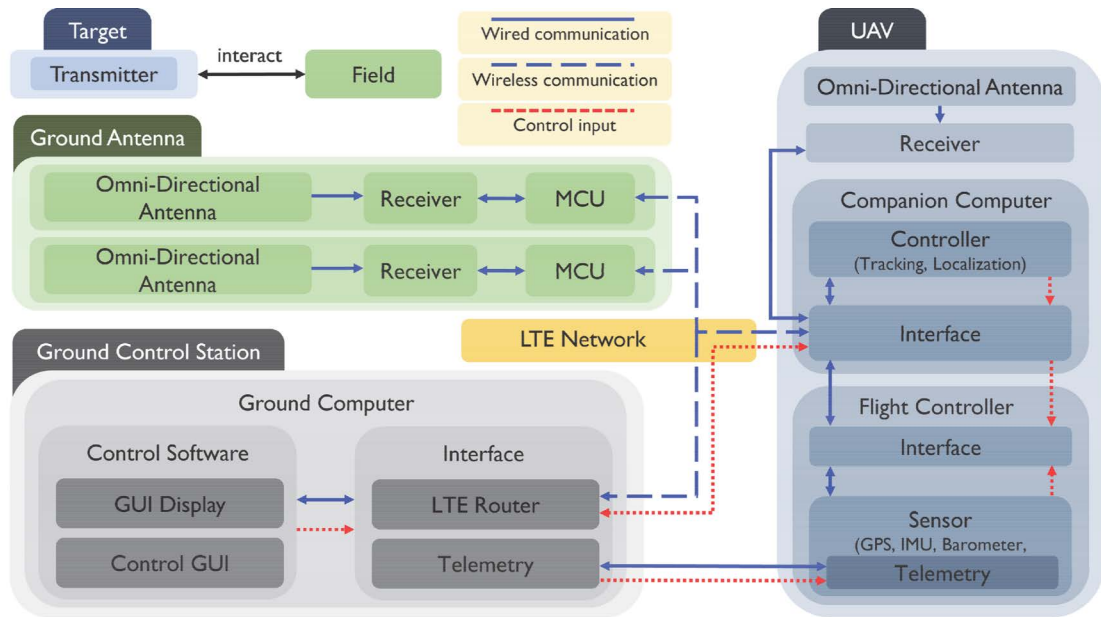 Target
Transmitter
interact
Field
Wired communication
Wireless communication
Control input
UAV
Omni-Directional Antenna
Receiver
Companion Computer
Controller
(Tracking, Localization)
Interface
Flight Controller
Interface
Sensor
(GPS, IMU, Barometer,
Telemetry
Ground Antenna
Omni-Directional
Antenna
Receiver
MCU
Omni-Directional
Antenna
Receiver
MCU
LTE Network
Ground Control Station
Ground Computer
Control Software
GUI Display
Control GUI
Interface
LTE Router
Telemetry